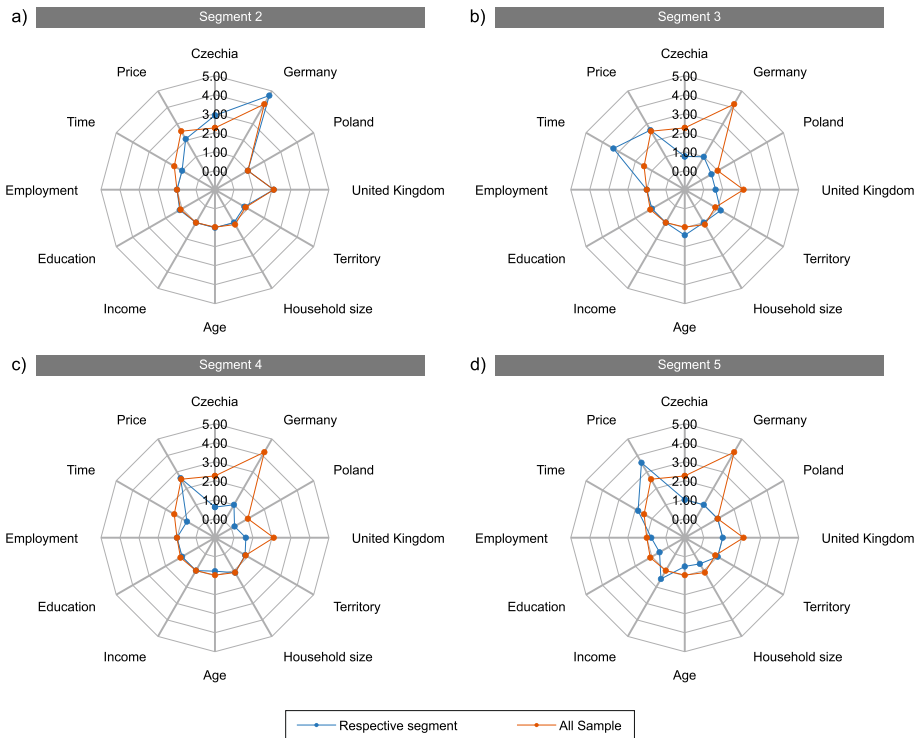 a) Segment 2
Czechia
Price 5.00 Germany
4.00
Time 3.00 Poland
2.00
1.00
0.00
Employment United Kingdom
Education Territory
Income Household size
Age
b) Segment 3
Czechia
Price 5.00 Germany
4.00
Time 3.00 Poland
2.00
1.00
0.00
Employment United Kingdom
Education Territory
Income Household size
Age
c) Segment 4
Czechia
Price 5.00 Germany
4.00
Time 3.00 Poland
2.00
1.00
0.00
Employment United Kingdom
Education Territory
Income Household size
Age
d) Segment 5
Czechia
Price 5.00 Germany
4.00
Time 3.00 Poland
2.00
1.00
0.00
Employment United Kingdom
Education Territory
Income Household size
Age
Respective segment All Sample